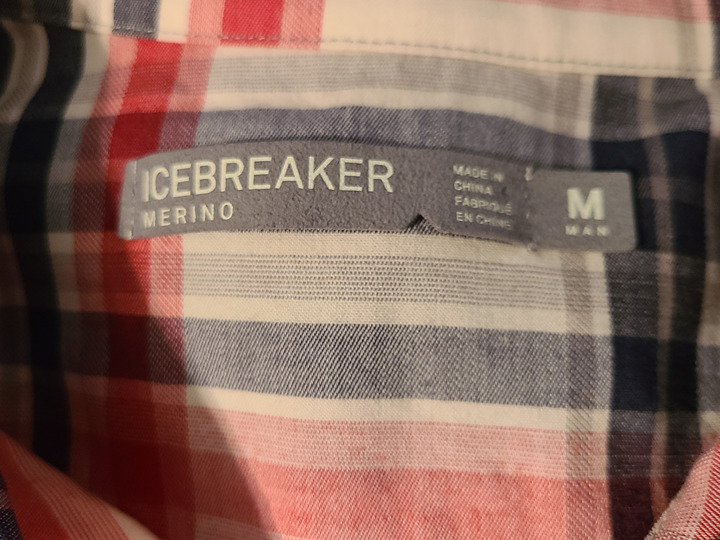 ICEBREAKER
MERINO
MADE IN
CHINA
FABRIQUÉ
EN CHINE
M
MAN